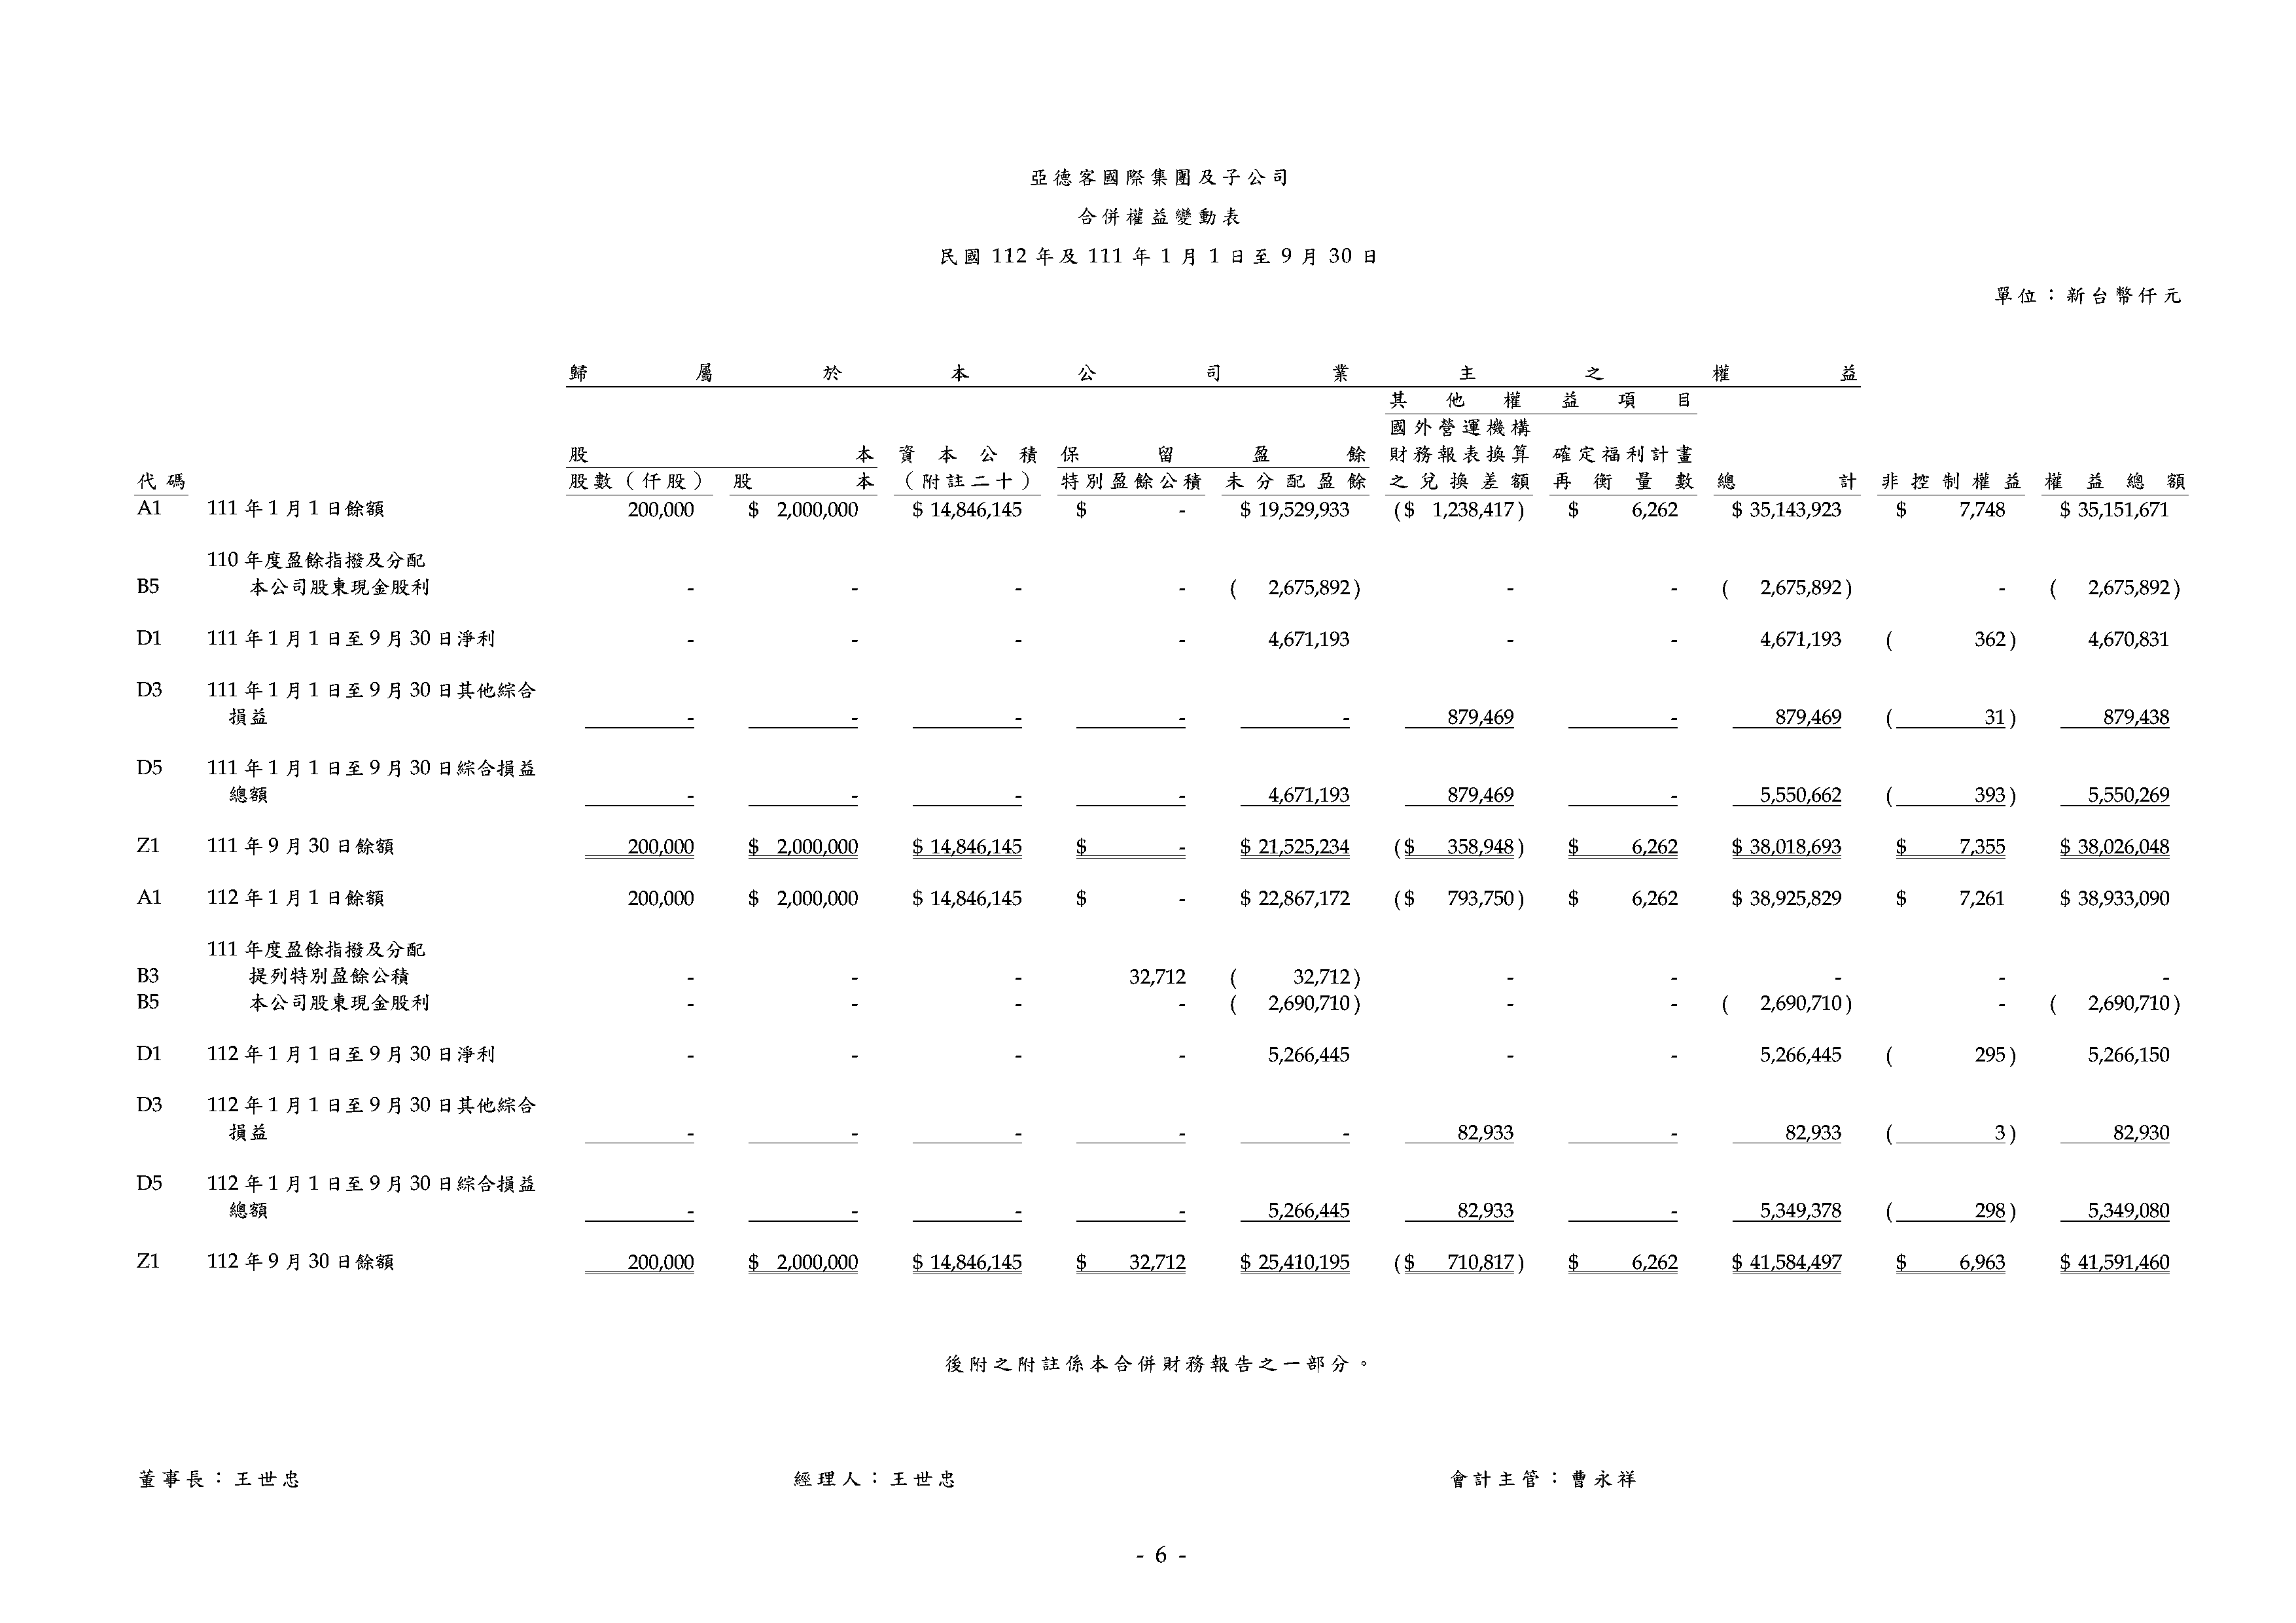 亞德客國際集團及子公司
合併權益變動表
民國 112 年及 111 年 1 月 1 日至 9 月 30 日
單位：新台幣仟元
歸屬於本公司業主之權益
其他權益項目
國外營運機構
股本 資本公積 保留盈餘 財務報表換算 確定福利計畫
代碼 股數（仟股） 股本 （附註二十） 特別盈餘公積 未分配盈餘 之兌換差額 再衡量數 總計 非控制權益 權益總額
A1 111 年 1 月 1 日餘額 200,000 $ 2,000,000 $ 14,846,145 $ - $ 19,529,933 ($ 1,238,417) $ 6,262 $ 35,143,923 $ 7,748 $ 35,151,671
110 年度盈餘指撥及分配
B5 本公司股東現金股利 - - - - ( 2,675,892) - - ( 2,675,892) - ( 2,675,892)
D1 111 年 1 月 1 日至 9 月 30 日淨利 - - - - 4,671,193 - - 4,671,193 ( 362) 4,670,831
D3 111 年 1 月 1 日至 9 月 30 日其他綜合
損益 - - - - - 879,469 - 879,469 ( 31) 879,438
D5 111 年 1 月 1 日至 9 月 30 日綜合損益
總額 - - - - 4,671,193 879,469 - 5,550,662 ( 393) 5,550,269
Z1 111 年 9 月 30 日餘額 200,000 $ 2,000,000 $ 14,846,145 $ - $ 21,525,234 ($ 358,948) $ 6,262 $ 38,018,693 $ 7,355 $ 38,026,048
A1 112 年 1 月 1 日餘額 200,000 $ 2,000,000 $ 14,846,145 $ - $ 22,867,172 ($ 793,750) $ 6,262 $ 38,925,829 $ 7,261 $ 38,933,090
111 年度盈餘指撥及分配
B3 提列特別盈餘公積 - - - 32,712 ( 32,712) - - - - -
B5 本公司股東現金股利 - - - - ( 2,690,710) - - ( 2,690,710) - ( 2,690,710)
D1 112 年 1 月 1 日至 9 月 30 日淨利 - - - - 5,266,445 - - 5,266,445 ( 295) 5,266,150
D3 112 年 1 月 1 日至 9 月 30 日其他綜合
損益 - - - - - 82,933 - 82,933 ( 3) 82,930
D5 112 年 1 月 1 日至 9 月 30 日綜合損益
總額 - - - - 5,266,445 82,933 - 5,349,378 ( 298) 5,349,080
Z1 112 年 9 月 30 日餘額 200,000 $ 2,000,000 $ 14,846,145 $ 32,712 $ 25,410,195 ($ 710,817) $ 6,262 $ 41,584,497 $ 6,963 $ 41,591,460
後附之附註係本合併財務報告之一部分。
董事長：王世忠 經理人：王世忠 會計主管：曹永祥
- 6 -